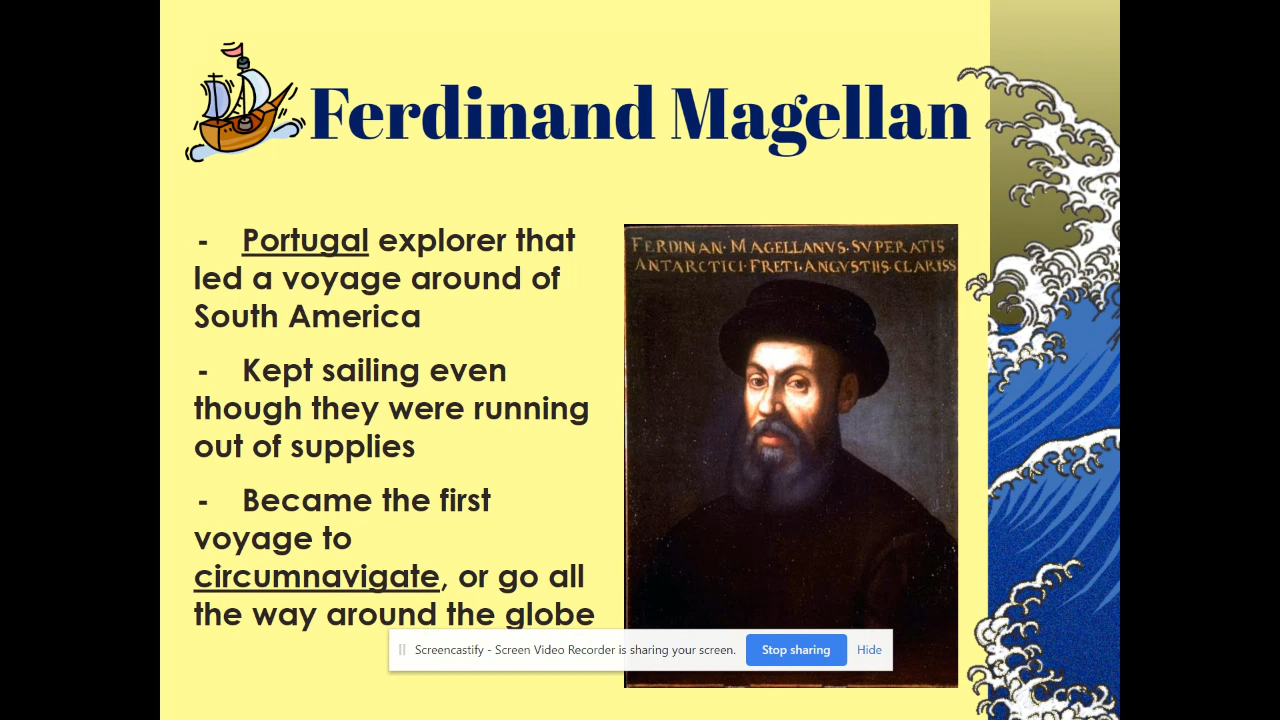 Ferdinand Magellan
- Portugal explorer that
led a voyage around of
South America
- Kept sailing even
though they were running
out of supplies
- Became the first
voyage to
circumnavigate, or go all
the way around the globe
FERDINAN· MAGELLANVS· SVPERATIS
ANTARCTICI· FRETI· ANGVSTIIS· CLARISS
Screencastify - Screen Video Recorder is sharing your screen.
Stop sharing
Hide